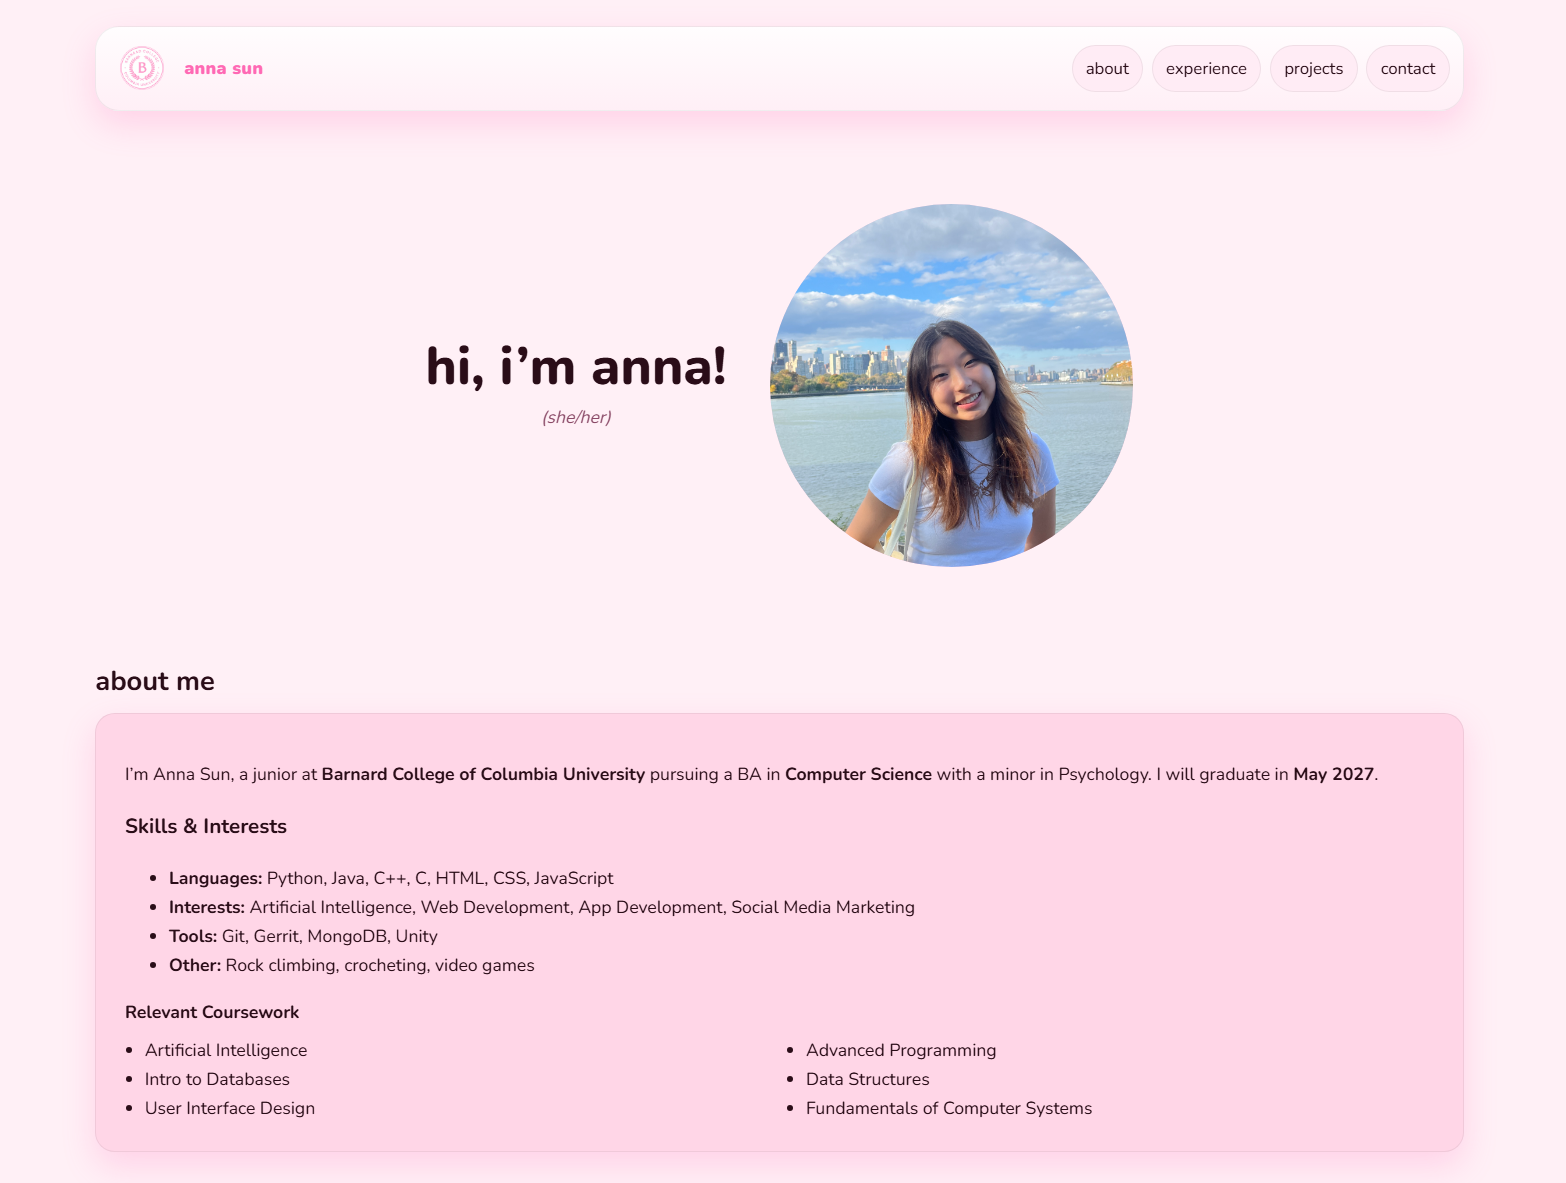 anna sun
about
experience
projects
contact
hi, i’m anna!
(she/her)
about me
I’m Anna Sun, a junior at Barnard College of Columbia University pursuing a BA in Computer Science with a minor in Psychology. I will graduate in May 2027.
Skills & Interests
Languages: Python, Java, C++, C, HTML, CSS, JavaScript
Interests: Artificial Intelligence, Web Development, App Development, Social Media Marketing
Tools: Git, Gerrit, MongoDB, Unity
Other: Rock climbing, crocheting, video games
Relevant Coursework
Artificial Intelligence
Intro to Databases
User Interface Design
Advanced Programming
Data Structures
Fundamentals of Computer Systems